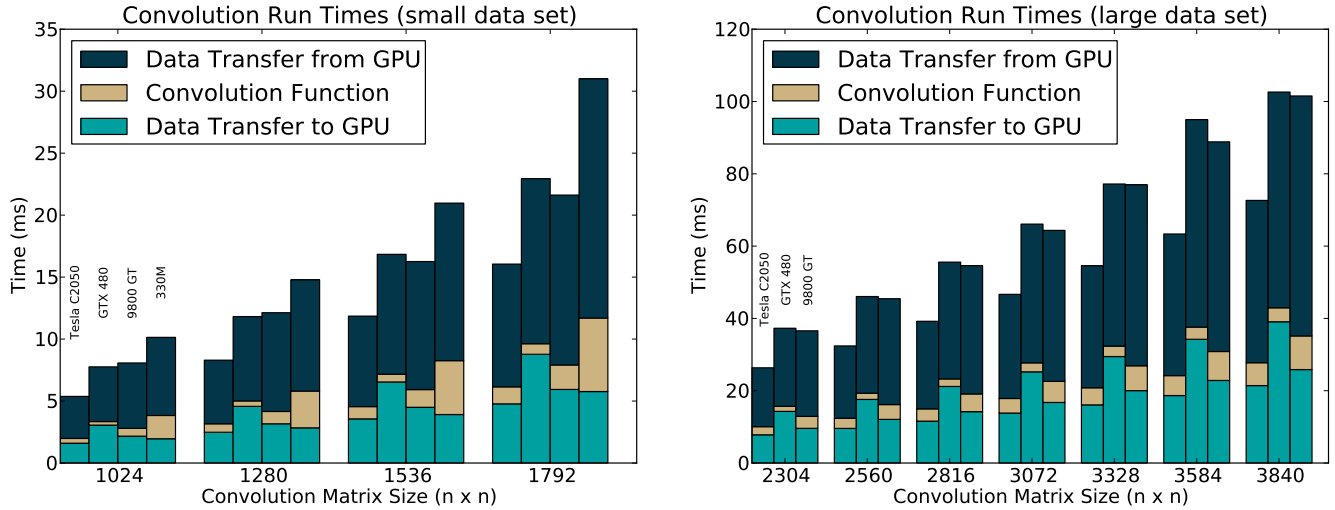 Convolution Run Times (small data set)
35
30
25
20
15
10
5
0
Time (ms)
Data Transfer from GPU
Convolution Function
Data Transfer to GPU
Tesla C2050
GTX 480
9800 GT
330M
1024
1280
1536
1792
Convolution Matrix Size (n x n)
Convolution Run Times (large data set)
120
100
80
60
40
20
0
Time (ms)
Data Transfer from GPU
Convolution Function
Data Transfer to GPU
Tesla C2050
GTX 480
9800 GT
2304
2560
2816
3072
3328
3584
3840
Convolution Matrix Size (n x n)